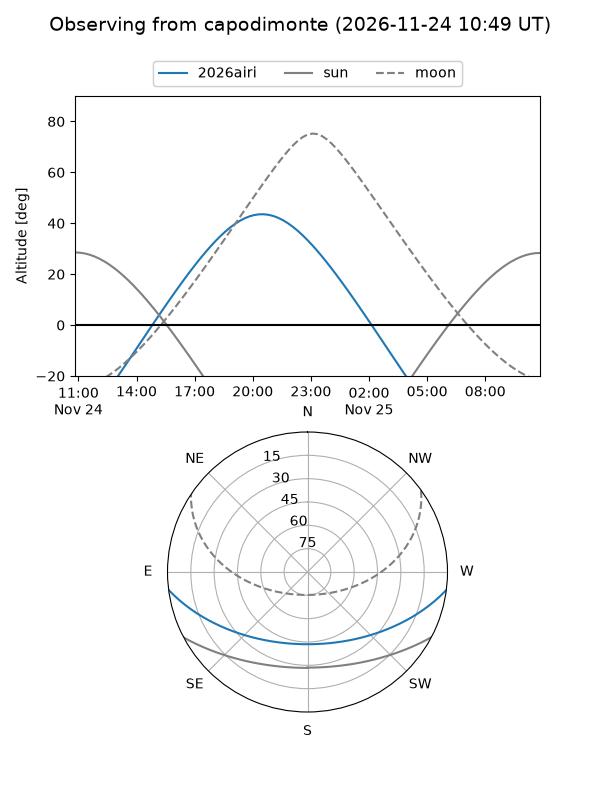 Observing from capodimonte (2026-11-24 10:49 UT)
2026airi sun moon
Altitude [deg]
80
60
40
20
0
−20
11:00 14:00 17:00 20:00 23:00 02:00 05:00 08:00
Nov 24 Nov 25
N
NE NW
15
30
45
60
75
E W
SE SW
S